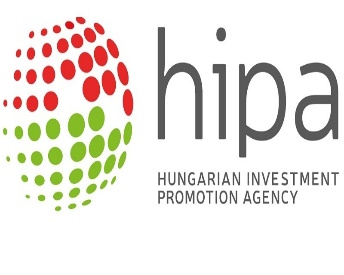 hipa
HUNGARIAN INVESTMENT
PROMOTION AGENCY